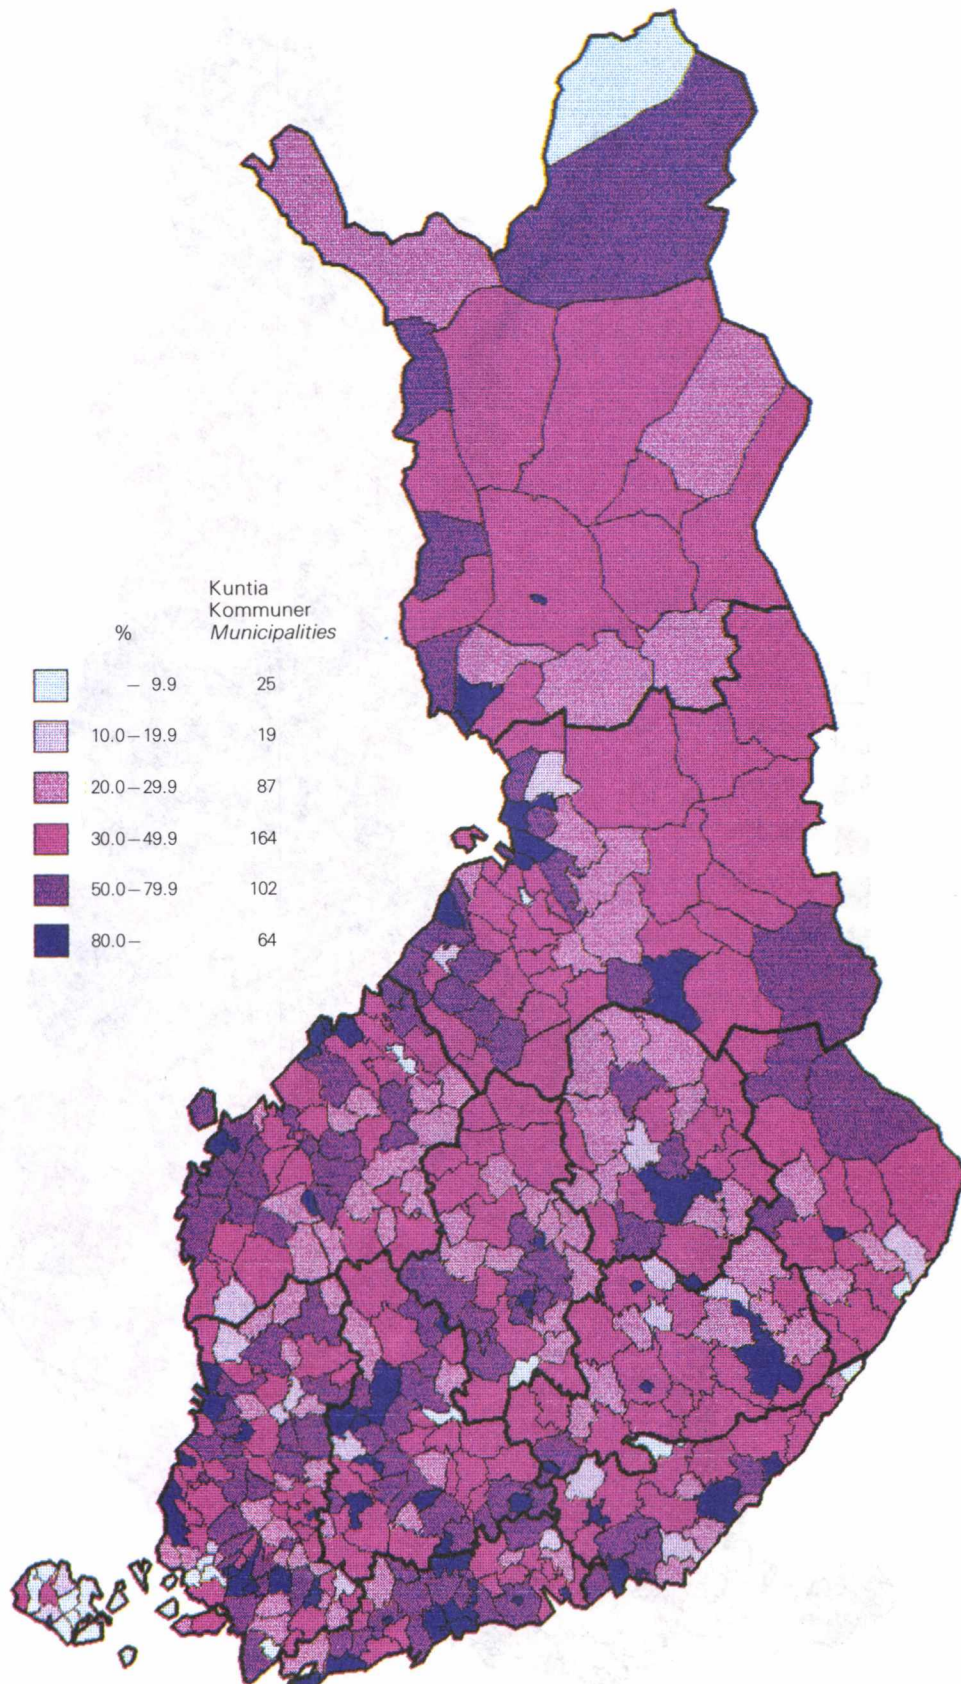 Kuntia
Kommuner
% Municipalities
— 9.9 25
10.0—19.9 19
20.0—29.9 87
30.0—49.9 164
50.0—79.9 102
80.0— 64